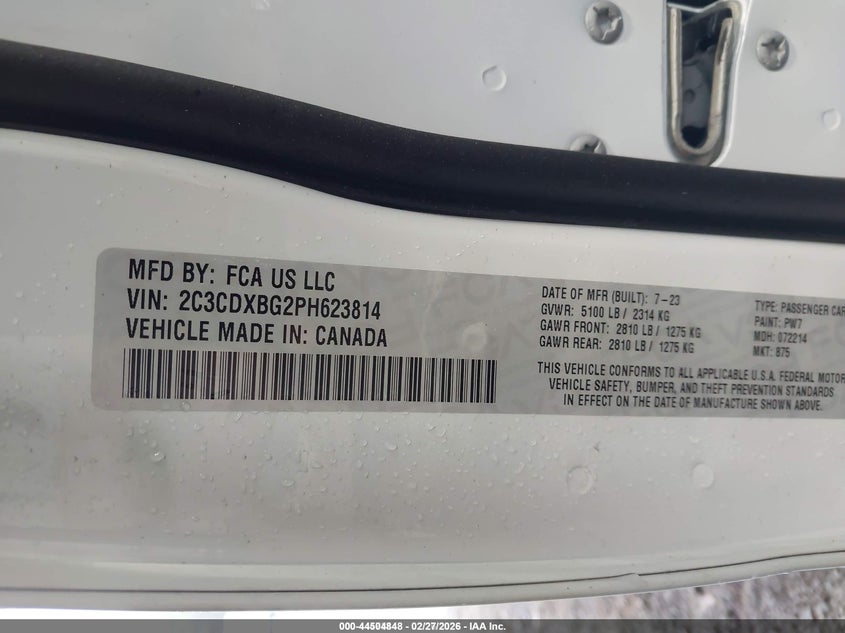 MFD BY: FCA US LLC
VIN: 2C3CDXBG2PH623814
VEHICLE MADE IN: CANADA
DATE OF MFR (BUILT): 7-23
GVWR: 5100 LB / 2314 KG
GAWR FRONT: 2810 LB / 1275 KG
GAWR REAR: 2810 LB / 1275 KG
TYPE: PASSENGER CAR
PAINT: PW7
MDH: 072214
MKT: 875
THIS VEHICLE CONFORMS TO ALL APPLICABLE U.S.A. FEDERAL MOTOR
VEHICLE SAFETY, BUMPER, AND THEFT PREVENTION STANDARDS
IN EFFECT ON THE DATE OF MANUFACTURE SHOWN ABOVE.
000-44504848 - 02/27/2026 - IAA Inc.